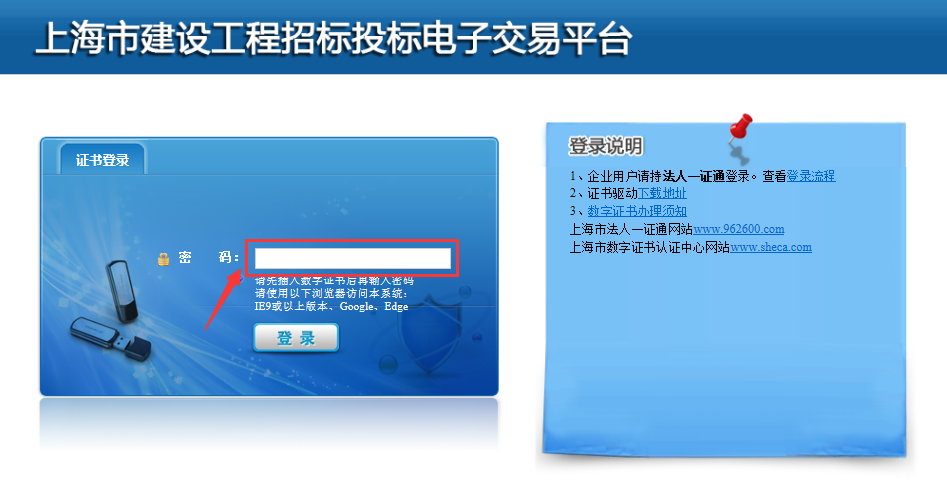 上海市建设工程招标投标电子交易平台
证书登录
密 码：
请先插入数字证书后再输入密码
请使用以下浏览器访问本系统：
IE9或以上版本、Google、Edge
登 录
登录说明
1、企业用户请持法人一证通登录。查看登录流程
2、证书驱动下载地址
3、数字证书办理须知
上海市法人一证通网站www.962600.com
上海市数字证书认证中心网站www.sheca.com